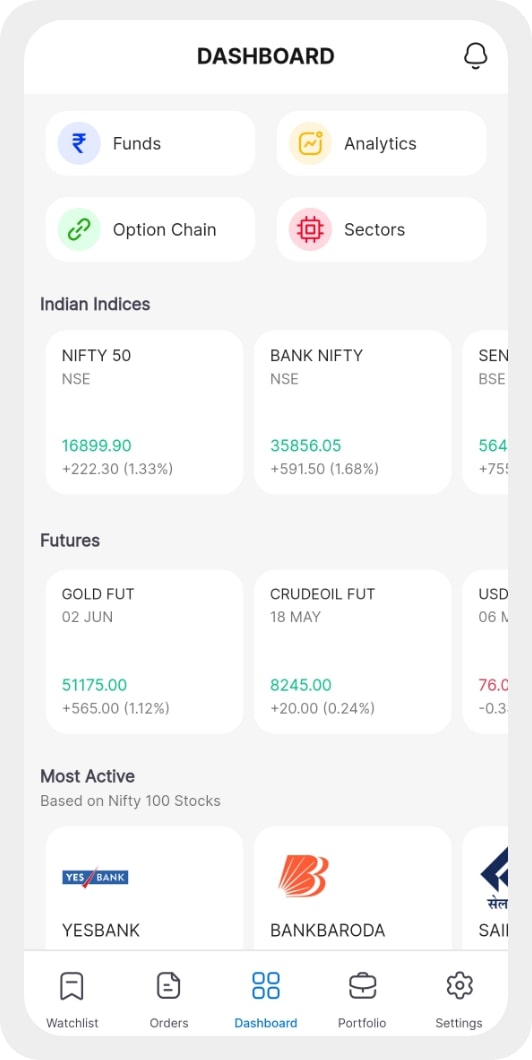 DASHBOARD
₹ Funds
Analytics
Option Chain
Sectors
Indian Indices
NIFTY 50
NSE
16899.90
+222.30 (1.33%)
BANK NIFTY
NSE
35856.05
+591.50 (1.68%)
SEN
BSE
564
+755
Futures
GOLD FUT
02 JUN
51175.00
+565.00 (1.12%)
CRUDEOIL FUT
18 MAY
8245.00
+20.00 (0.24%)
USD
06 M
76.0
-0.3
Most Active
Based on Nifty 100 Stocks
YES BANK
YESBANK
BANKBARODA
सेल
SAI
Watchlist
Orders
Dashboard
Portfolio
Settings